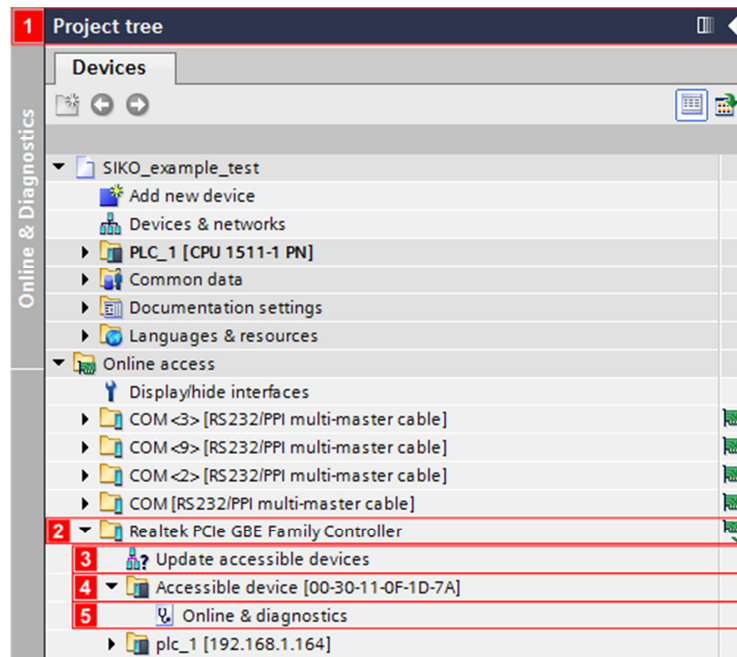 1 Project tree
Devices
Online & Diagnostics
SIKO_example_test
Add new device
Devices & networks
PLC_1 [CPU 1511-1 PN]
Common data
Documentation settings
Languages & resources
Online access
Display/hide interfaces
COM <3> [RS232/PPI multi-master cable]
COM <9> [RS232/PPI multi-master cable]
COM <2> [RS232/PPI multi-master cable]
COM [RS232/PPI multi-master cable]
2 Realtek PCIe GBE Family Controller
3 Update accessible devices
4 Accessible device [00-30-11-0F-1D-7A]
5 Online & diagnostics
plc_1 [192.168.1.164]